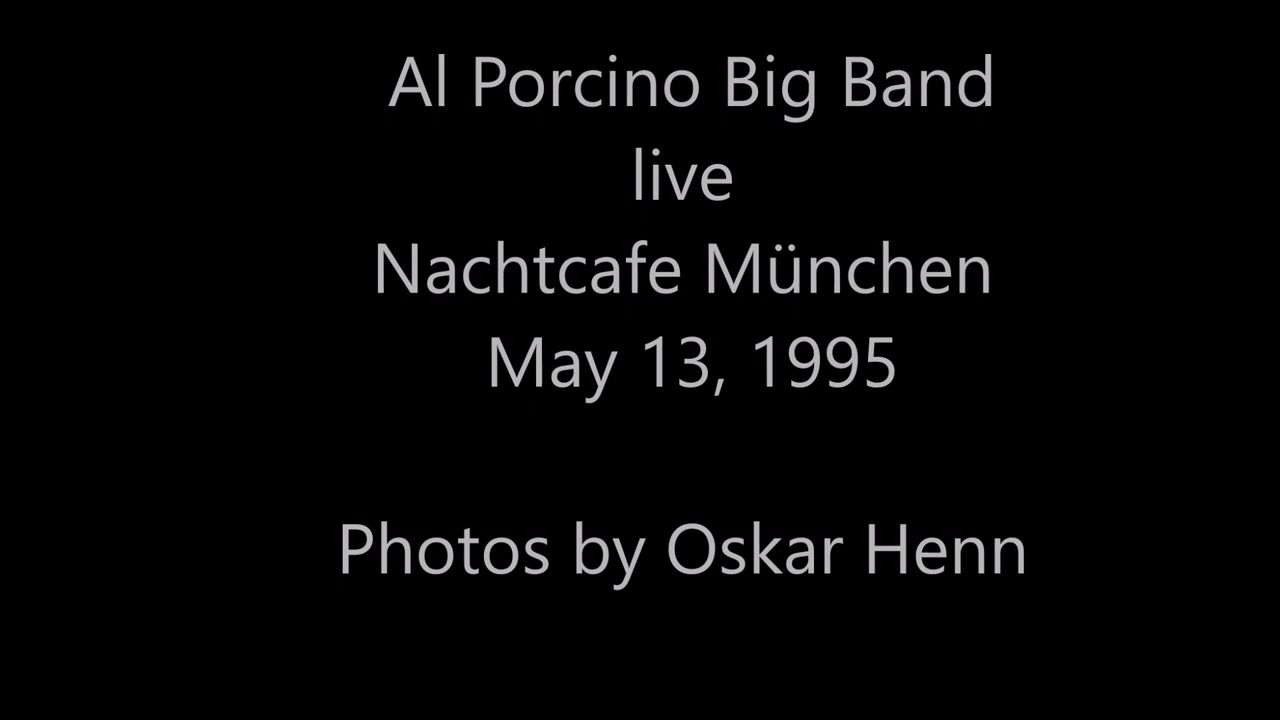 Al Porcino Big Band
live
Nachtcafe München
May 13, 1995
Photos by Oskar Henn